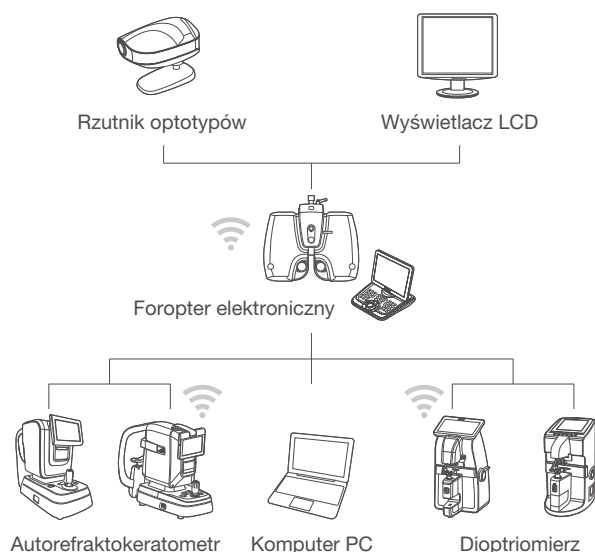 Rzutnik optotypów
Wyświetlacz LCD
Foropter elektroniczny
Autorefraktokeratometr
Komputer PC
Dioptriomierz